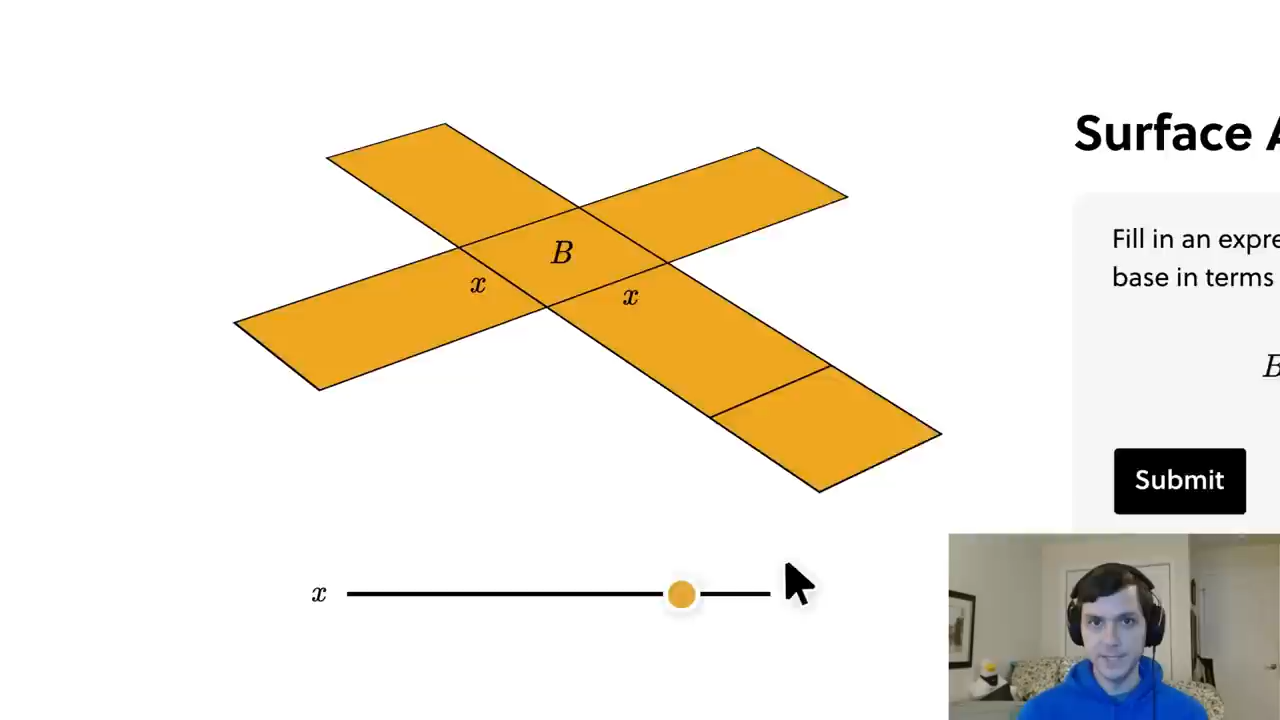 B
x
x
x
Surface
Fill in an expre
base in terms
B
Submit